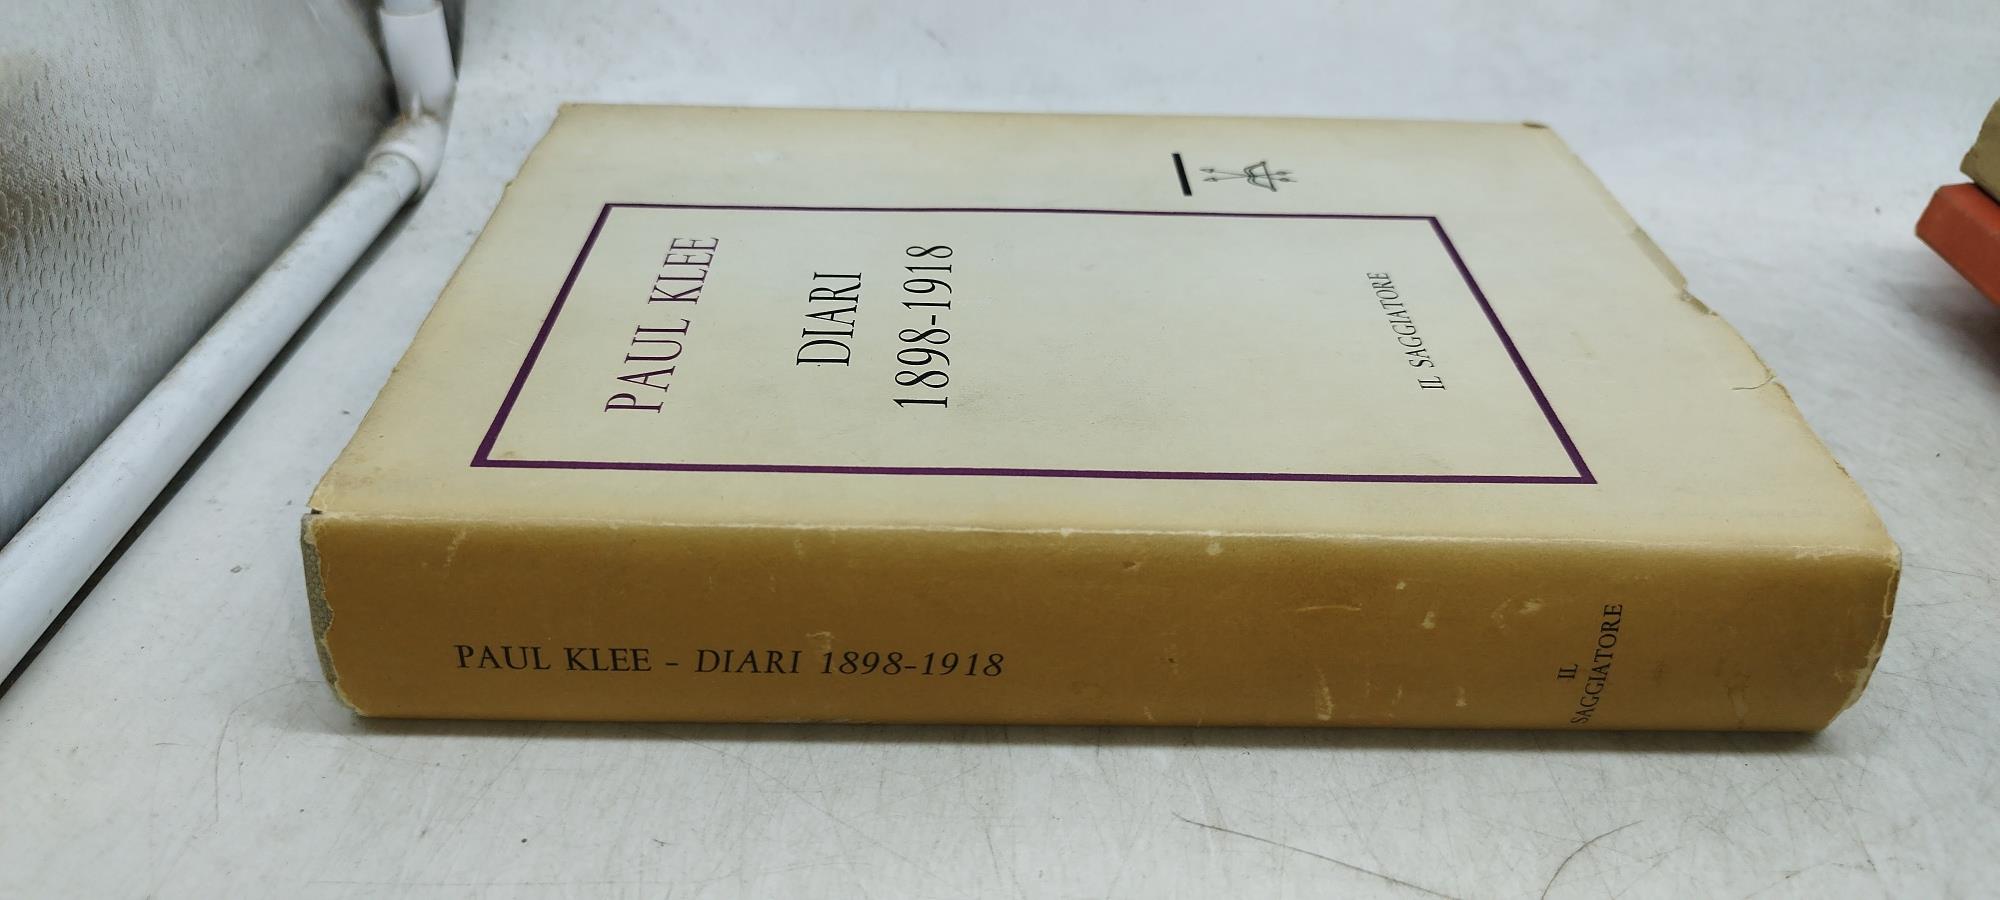 PAUL KLEE
DIARI
1898-1918
IL SAGGIATORE
PAUL KLEE - DIARI 1898-1918
IL
SAGGIATORE